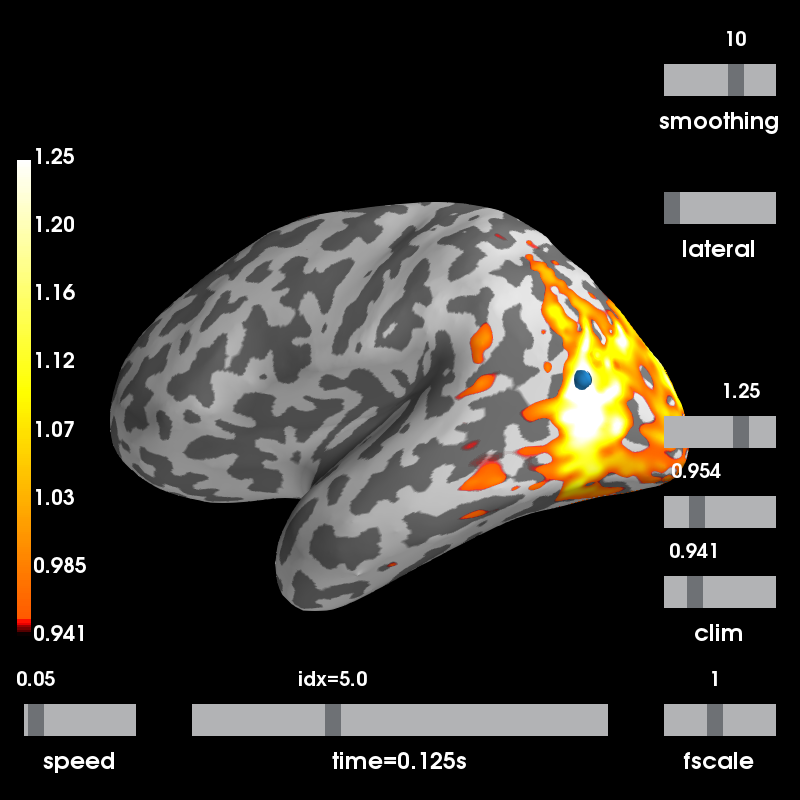 10
smoothing
1.25
1.20
1.16
1.12
1.07
1.03
0.985
0.941
lateral
1.25
0.954
0.941
clim
0.05
speed
idx=5.0
time=0.125s
1
fscale